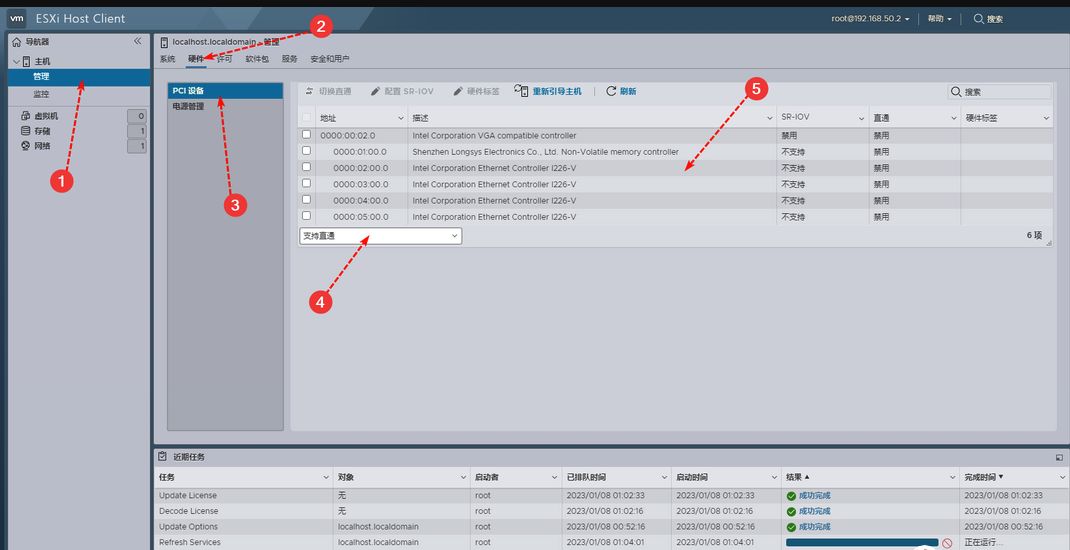 vm ESXi Host Client root@192.168.50.2 帮助 搜索
导航器
主机
管理
监控
虚拟机 0
存储 1
网络 1
localhost.localdomain - 管理
系统 硬件 许可 软件包 服务 安全和用户
PCI 设备
电源管理
切换直通 配置 SR-IOV 硬件标签 重新引导主机 刷新 搜索
地址 描述 SR-IOV 直通 硬件标签
0000:00:02.0 Intel Corporation VGA compatible controller 禁用 禁用
0000:01:00.0 Shenzhen Longsys Electronics Co., Ltd. Non-Volatile memory controller 不支持 禁用
0000:02:00.0 Intel Corporation Ethernet Controller I226-V 不支持 禁用
0000:03:00.0 Intel Corporation Ethernet Controller I226-V 不支持 禁用
0000:04:00.0 Intel Corporation Ethernet Controller I226-V 不支持 禁用
0000:05:00.0 Intel Corporation Ethernet Controller I226-V 不支持 禁用
支持直通 6 项
1
2
3
4
5
近期任务
任务 对象 启动者 已排队时间 启动时间 结果 完成时间
Update License 无 root 2023/01/08 01:02:33 2023/01/08 01:02:33 成功完成 2023/01/08 01:02:33
Decode License 无 root 2023/01/08 01:02:16 2023/01/08 01:02:16 成功完成 2023/01/08 01:02:16
Update Options localhost.localdomain root 2023/01/08 00:52:16 2023/01/08 00:52:16 成功完成 2023/01/08 00:52:16
Refresh Services localhost.localdomain root 2023/01/08 01:04:01 2023/01/08 01:04:01 正在运行...